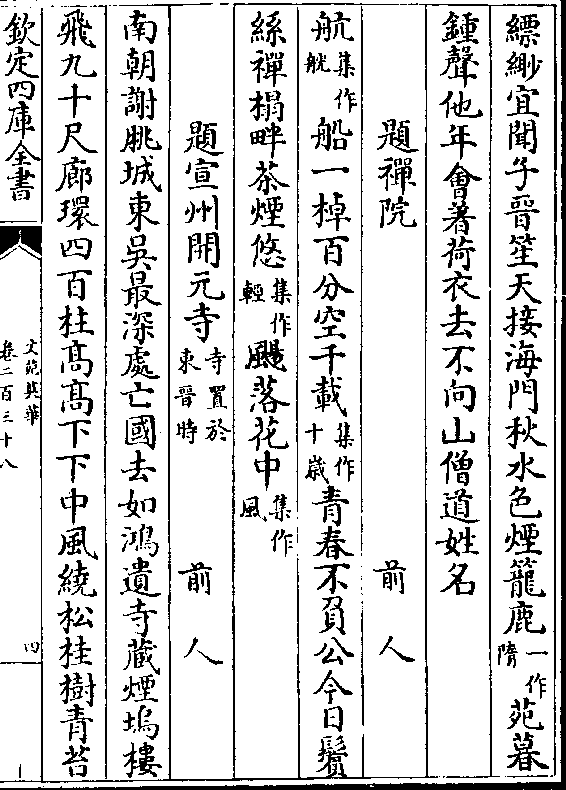 縹緲宜聞子晉笙天接海門秋水色煙籠鹿一作隋苑暮
鍾聲他年會著荷衣去不向山僧道姓名
題禪院 前人
航集作觥船一棹百分空千載集作十歲青春不負公今日鬢
絲禪榻畔茶煙悠集作輕颺落花中集作風
題宣州開元寺寺置於東晉時 前人
南朝謝脁城東吳最深處亡國去如鴻遺寺藏煙塢樓
飛九十尺廊環四百柱高高下下中風繞松桂樹青苔
欽定四庫全書
文苑英華
卷二百三十八
四